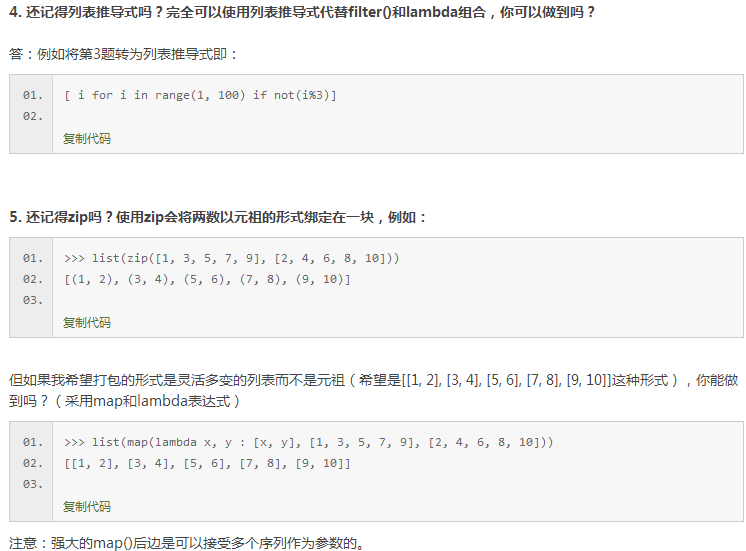 4. 还记得列表推导式吗？完全可以使用列表推导式代替filter()和lambda组合，你可以做到吗？
答：例如将第3题转为列表推导式即：
01. [ i for i in range(1, 100) if not(i%3)]
02.
复制代码
5. 还记得zip吗？使用zip会将两数以元祖的形式绑定在一块，例如：
01. >>> list(zip([1, 3, 5, 7, 9], [2, 4, 6, 8, 10]))
02. [(1, 2), (3, 4), (5, 6), (7, 8), (9, 10)]
03.
复制代码
但如果我希望打包的形式是灵活多变的列表而不是元祖（希望是[[1, 2], [3, 4], [5, 6], [7, 8], [9, 10]]这种形式），你能做
到吗？（采用map和lambda表达式）
01. >>> list(map(lambda x, y : [x, y], [1, 3, 5, 7, 9], [2, 4, 6, 8, 10]))
02. [[1, 2], [3, 4], [5, 6], [7, 8], [9, 10]]
03.
复制代码
注意：强大的map()后边是可以接受多个序列作为参数的。